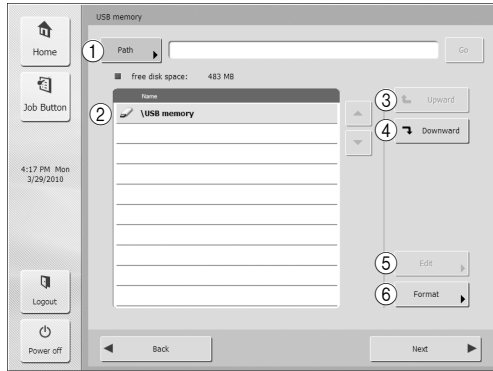 USB memory
Home
1 Path Go
free disk space: 483 MB
Job Button
Name
2 \USB memory
3 Upward
4 Downward
4:17 PM Mon
3/29/2010
5 Edit
6 Format
Logout
Power off
Back
Next